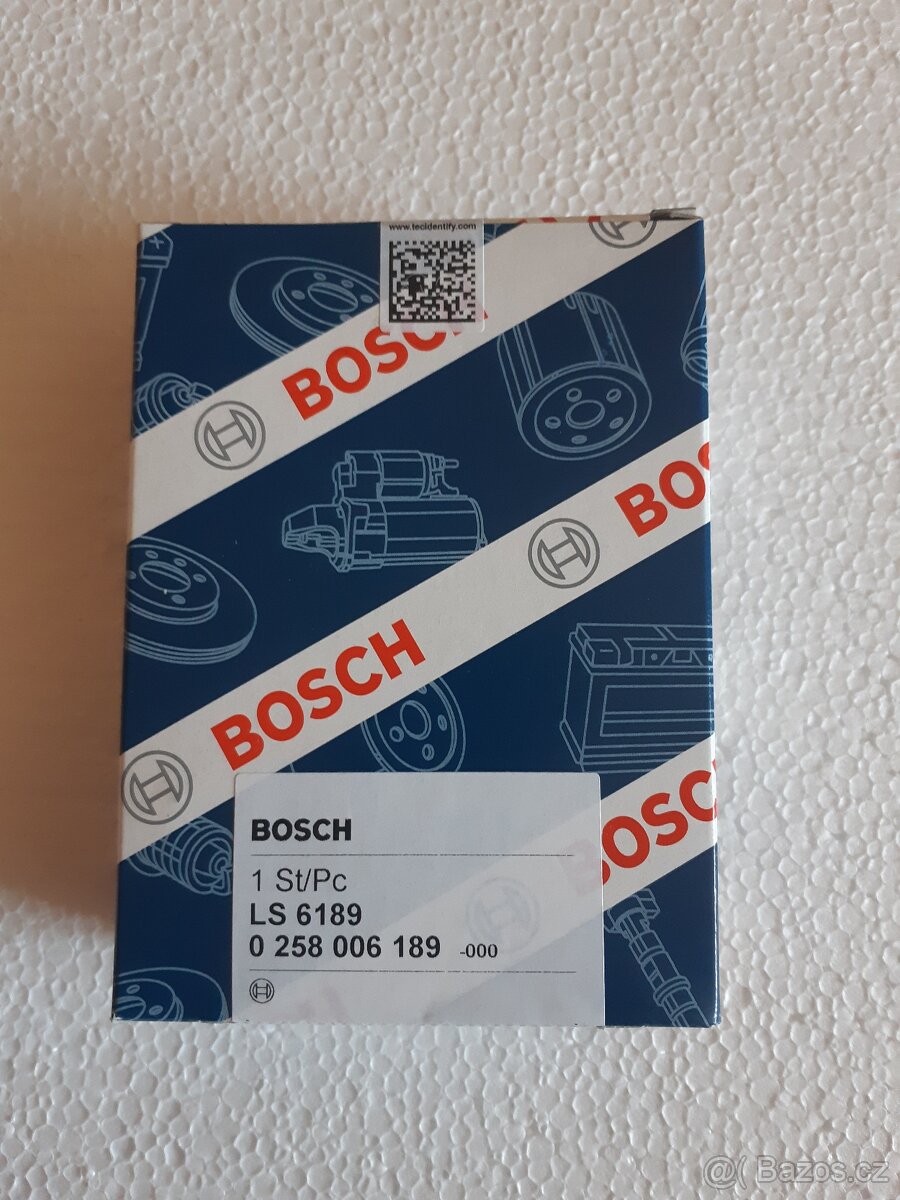 www.tecidentify.com
BOSCH
BOS
BOSCH
BOSCH
BOSCH
1 St/Pc
LS 6189
0 258 006 189 -000
@( Bazos.cz